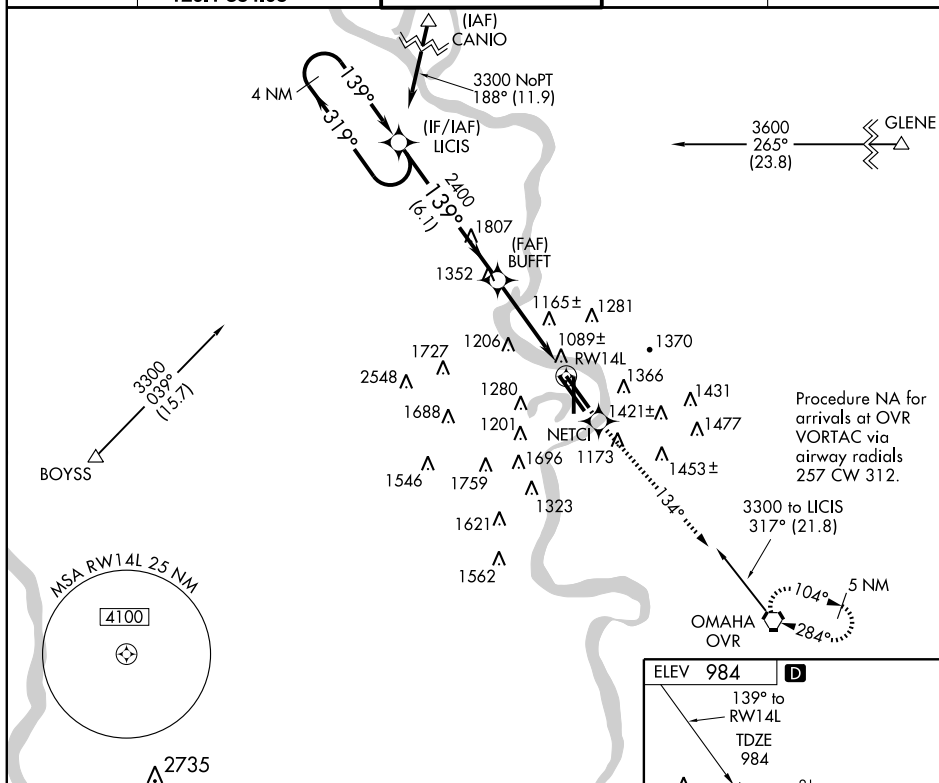 (IAF)
CANIO
3300 NoPT
188° (11.9)
4 NM
139°
319°
(IF/IAF)
LICIS
GLENE
3600
265°
(23.8)
2400
139°
(6.1)
1807
(FAF)
BUFFT
1352
1165±
1281
1206
1089±
RW14L
1370
1727
2548
1366
1280
1431
1688
1421±
1201
1477
NETCI
1173
1696
1453±
1546
1759
1323
1621
1562
3300
039°
(15.7)
BOYSS
Procedure NA for
arrivals at OVR
VORTAC via
airway radials
257 CW 312.
134°
3300 to LICIS
317° (21.8)
104°
5 NM
284°
OMAHA
OVR
MSA RW14L 25 NM
4100
2735
ELEV 984
D
139° to
RW14L
TDZE
984